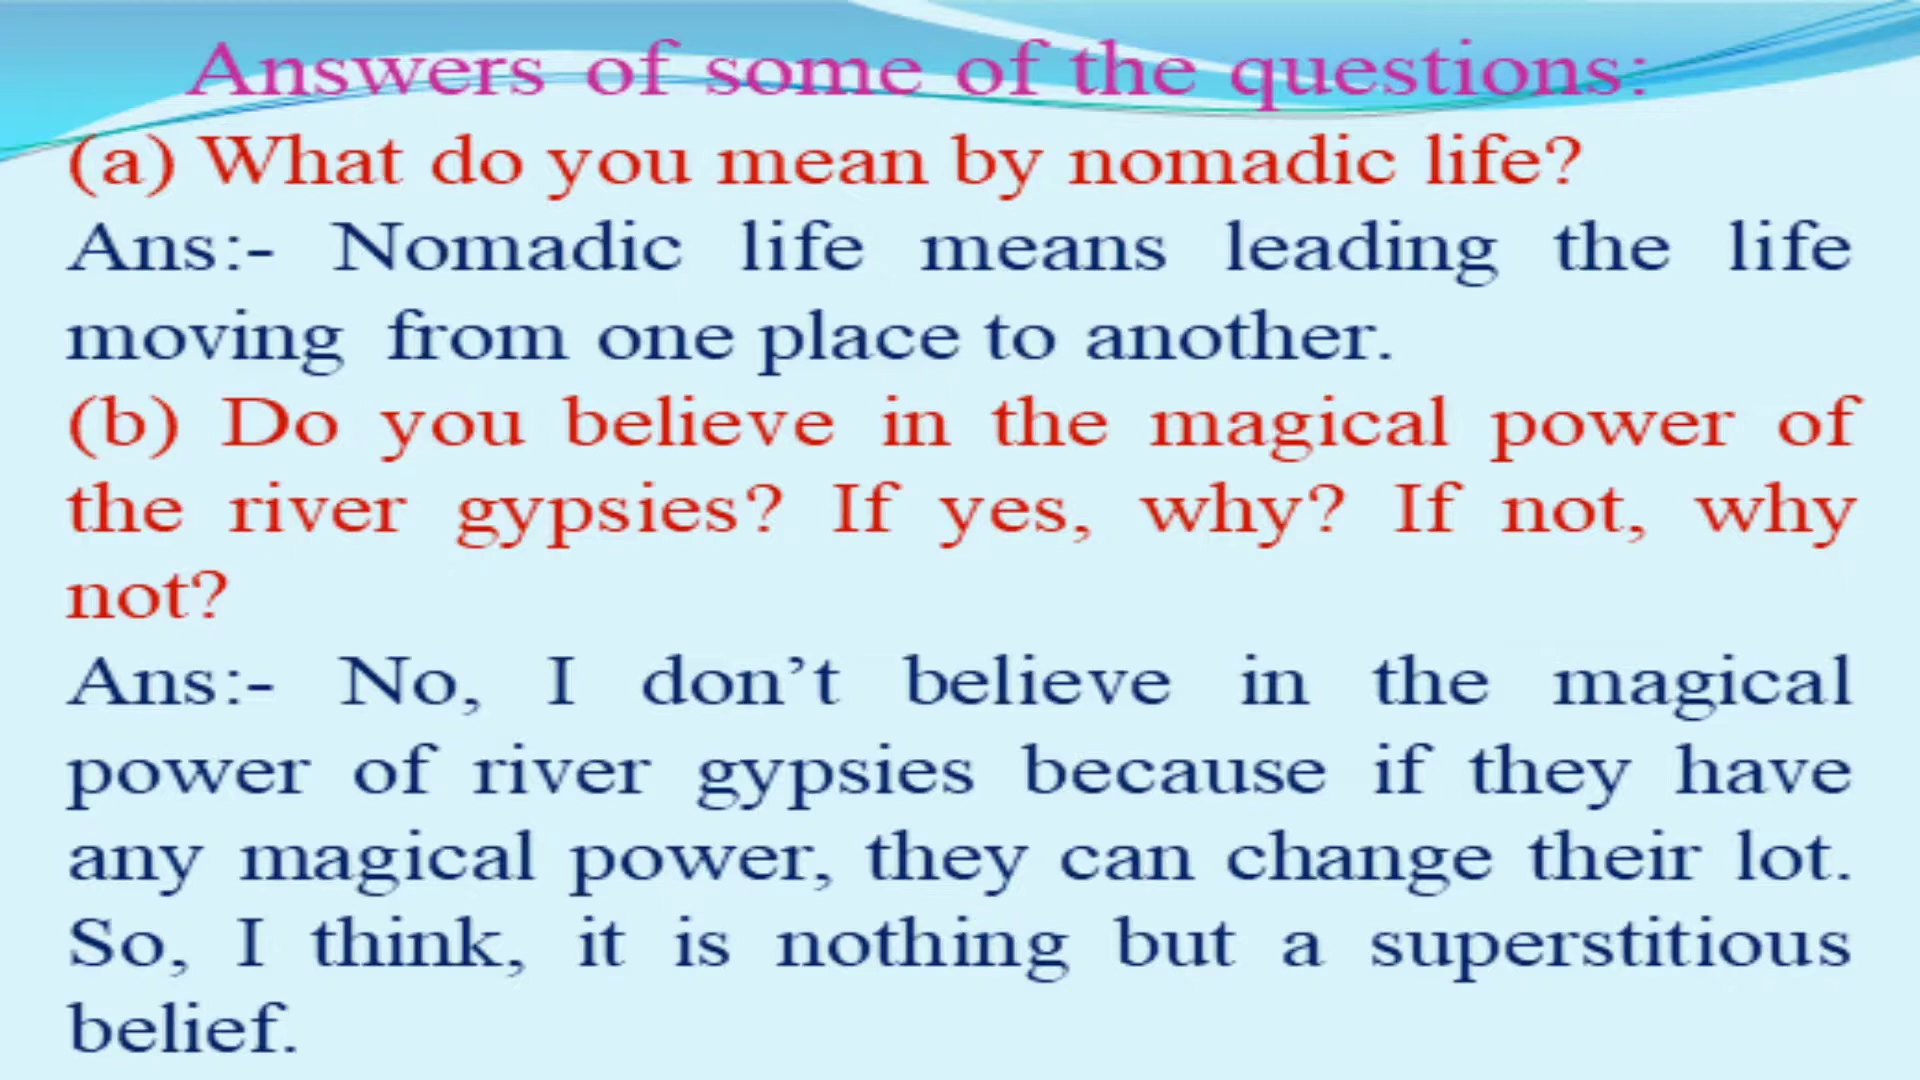 Answers of some of the questions:
(a) What do you mean by nomadic life?
Ans:- Nomadic life means leading the life
moving from one place to another.
(b) Do you believe in the magical power of
the river gypsies? If yes, why? If not, why
not?
Ans:- No, I don’t believe in the magical
power of river gypsies because if they have
any magical power, they can change their lot.
So, I think, it is nothing but a superstitious
belief.